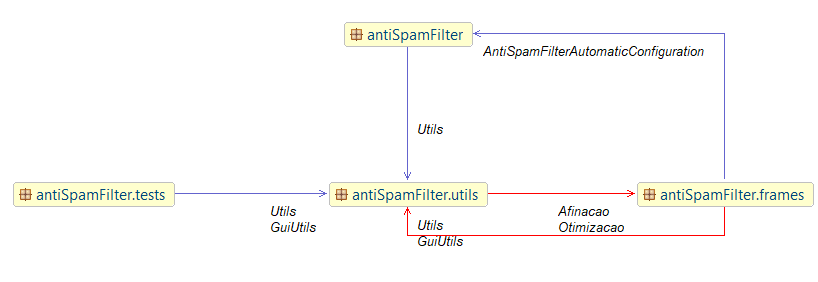 antiSpamFilter
AntiSpamFilterAutomaticConfiguration
Utils
antiSpamFilter.tests
antiSpamFilter.utils
antiSpamFilter.frames
Utils
GuiUtils
Utils
GuiUtils
Afinacao
Otimizacao